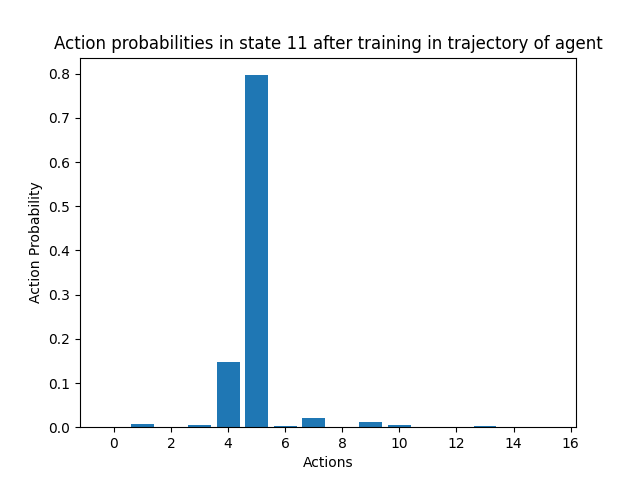 Action probabilities in state 11 after training in trajectory of agent
0.8
0.7
0.6
0.5
0.4
0.3
0.2
0.1
0.0
Action Probability
0 2 4 6 8 10 12 14 16
Actions